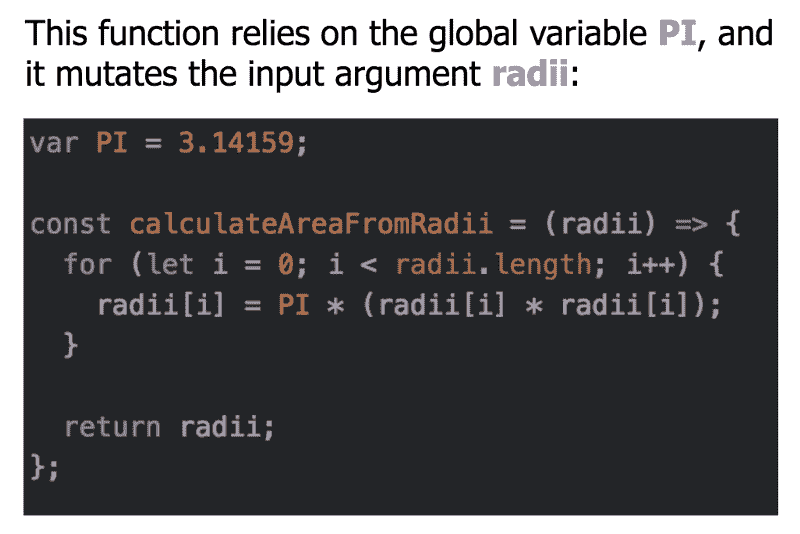 This function relies on the global variable PI, and
it mutates the input argument radii:
var PI = 3.14159;
const calculateAreaFromRadii = (radii) => {
  for (let i = 0; i < radii.length; i++) {
    radii[i] = PI * (radii[i] * radii[i]);
  }
  return radii;
};